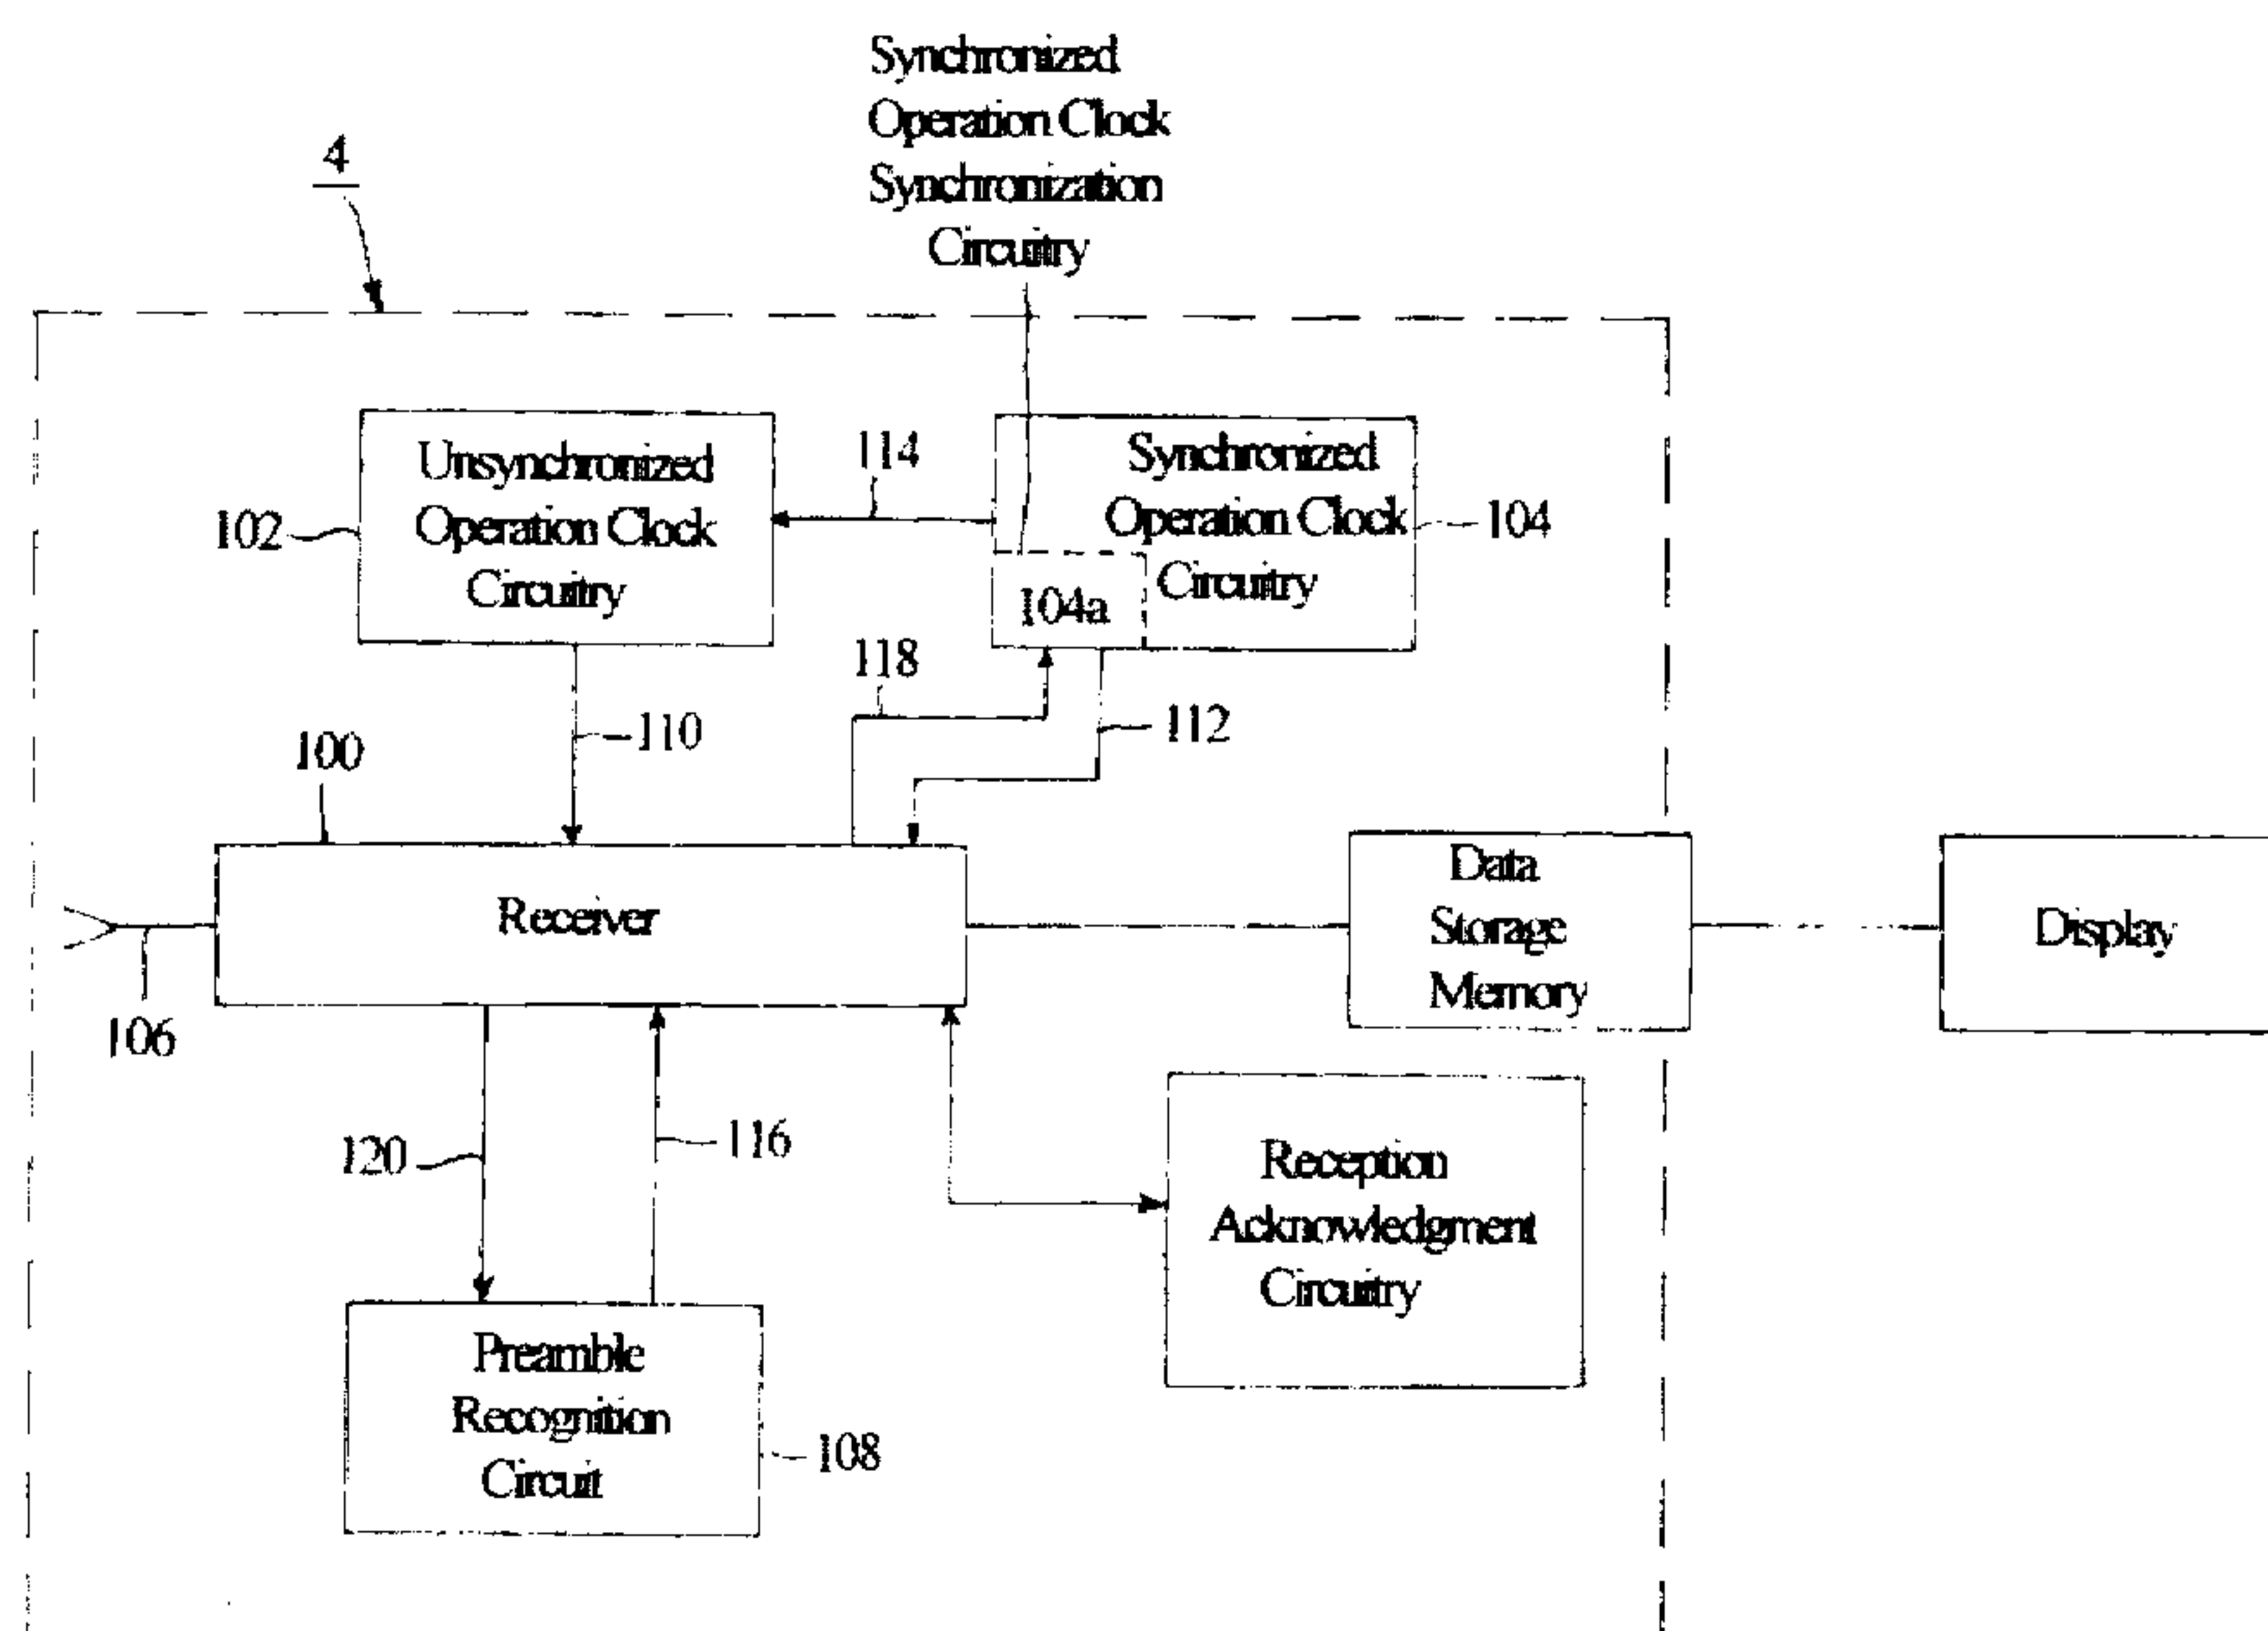 Synchronized
Operation Clock
Synchronization
Circuitry
4
Unsynchronized
Operation Clock
Circuitry
102
114
Synchronized
Operation Clock
Circuitry
104
104a
118
110
112
100
Receiver
Data
Storage
Memory
Display
106
120
116
Reception
Acknowledgment
Circuitry
Preamble
Recognition
Circuit
108